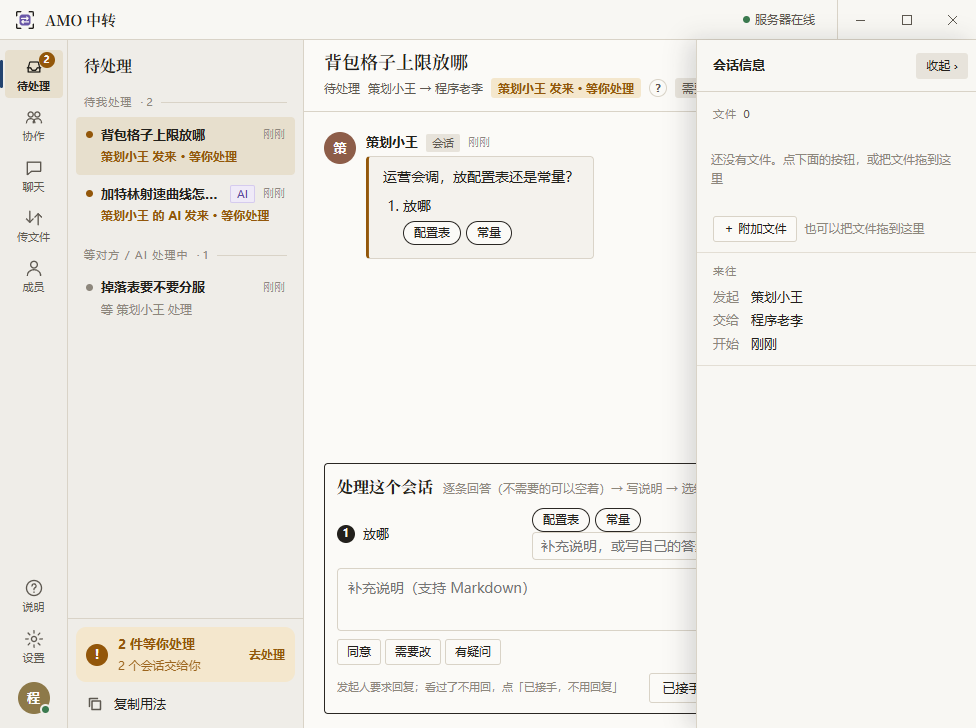 AMO 中转
服务器在线
2
待处理
协作
聊天
传文件
成员
说明
设置
程
待处理
待我处理 · 2
背包格子上限放哪 刚刚
策划小王 发来 · 等你处理
加特林射速曲线怎... AI 刚刚
策划小王 的 AI 发来 · 等你处理
等对方 / AI 处理中 · 1
掉落表要不要分服 刚刚
等 策划小王 处理
! 2 件等你处理
2 个会话交给你
去处理
复制用法
背包格子上限放哪
待处理 策划小王 → 程序老李 策划小王 发来 · 等你处理 ?
策 策划小王 会话 刚刚
运营会调，放配置表还是常量？
1. 放哪
配置表 常量
处理这个会话 逐条回答（不需要的可以空着）→ 写说明 →
1 放哪
配置表 常量
补充说明，或写自己的答
补充说明（支持 Markdown）
同意 需要改 有疑问
发起人要求回复；看过了不用回，点「已接手，不用回复」
已接手
会话信息 收起 ›
文件 0
还没有文件。点下面的按钮，或把文件拖到这
里
+ 附加文件 也可以把文件拖到这里
来往
发起 策划小王
交给 程序老李
开始 刚刚